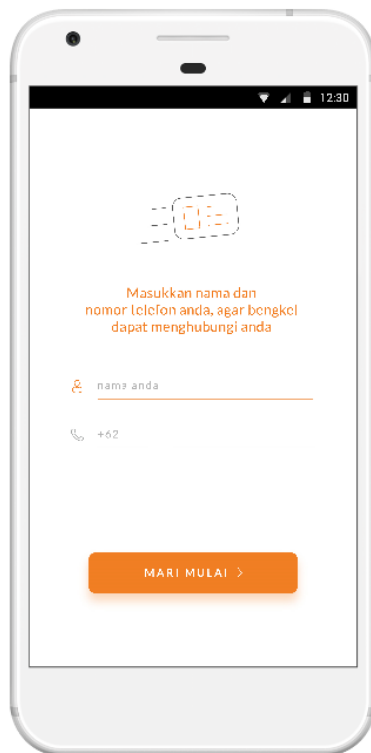 12:30
Masukkan nama dan
nomor telefon anda, agar bengkel
dapat menghubungi anda
nama anda
+62
MARI MULAI >